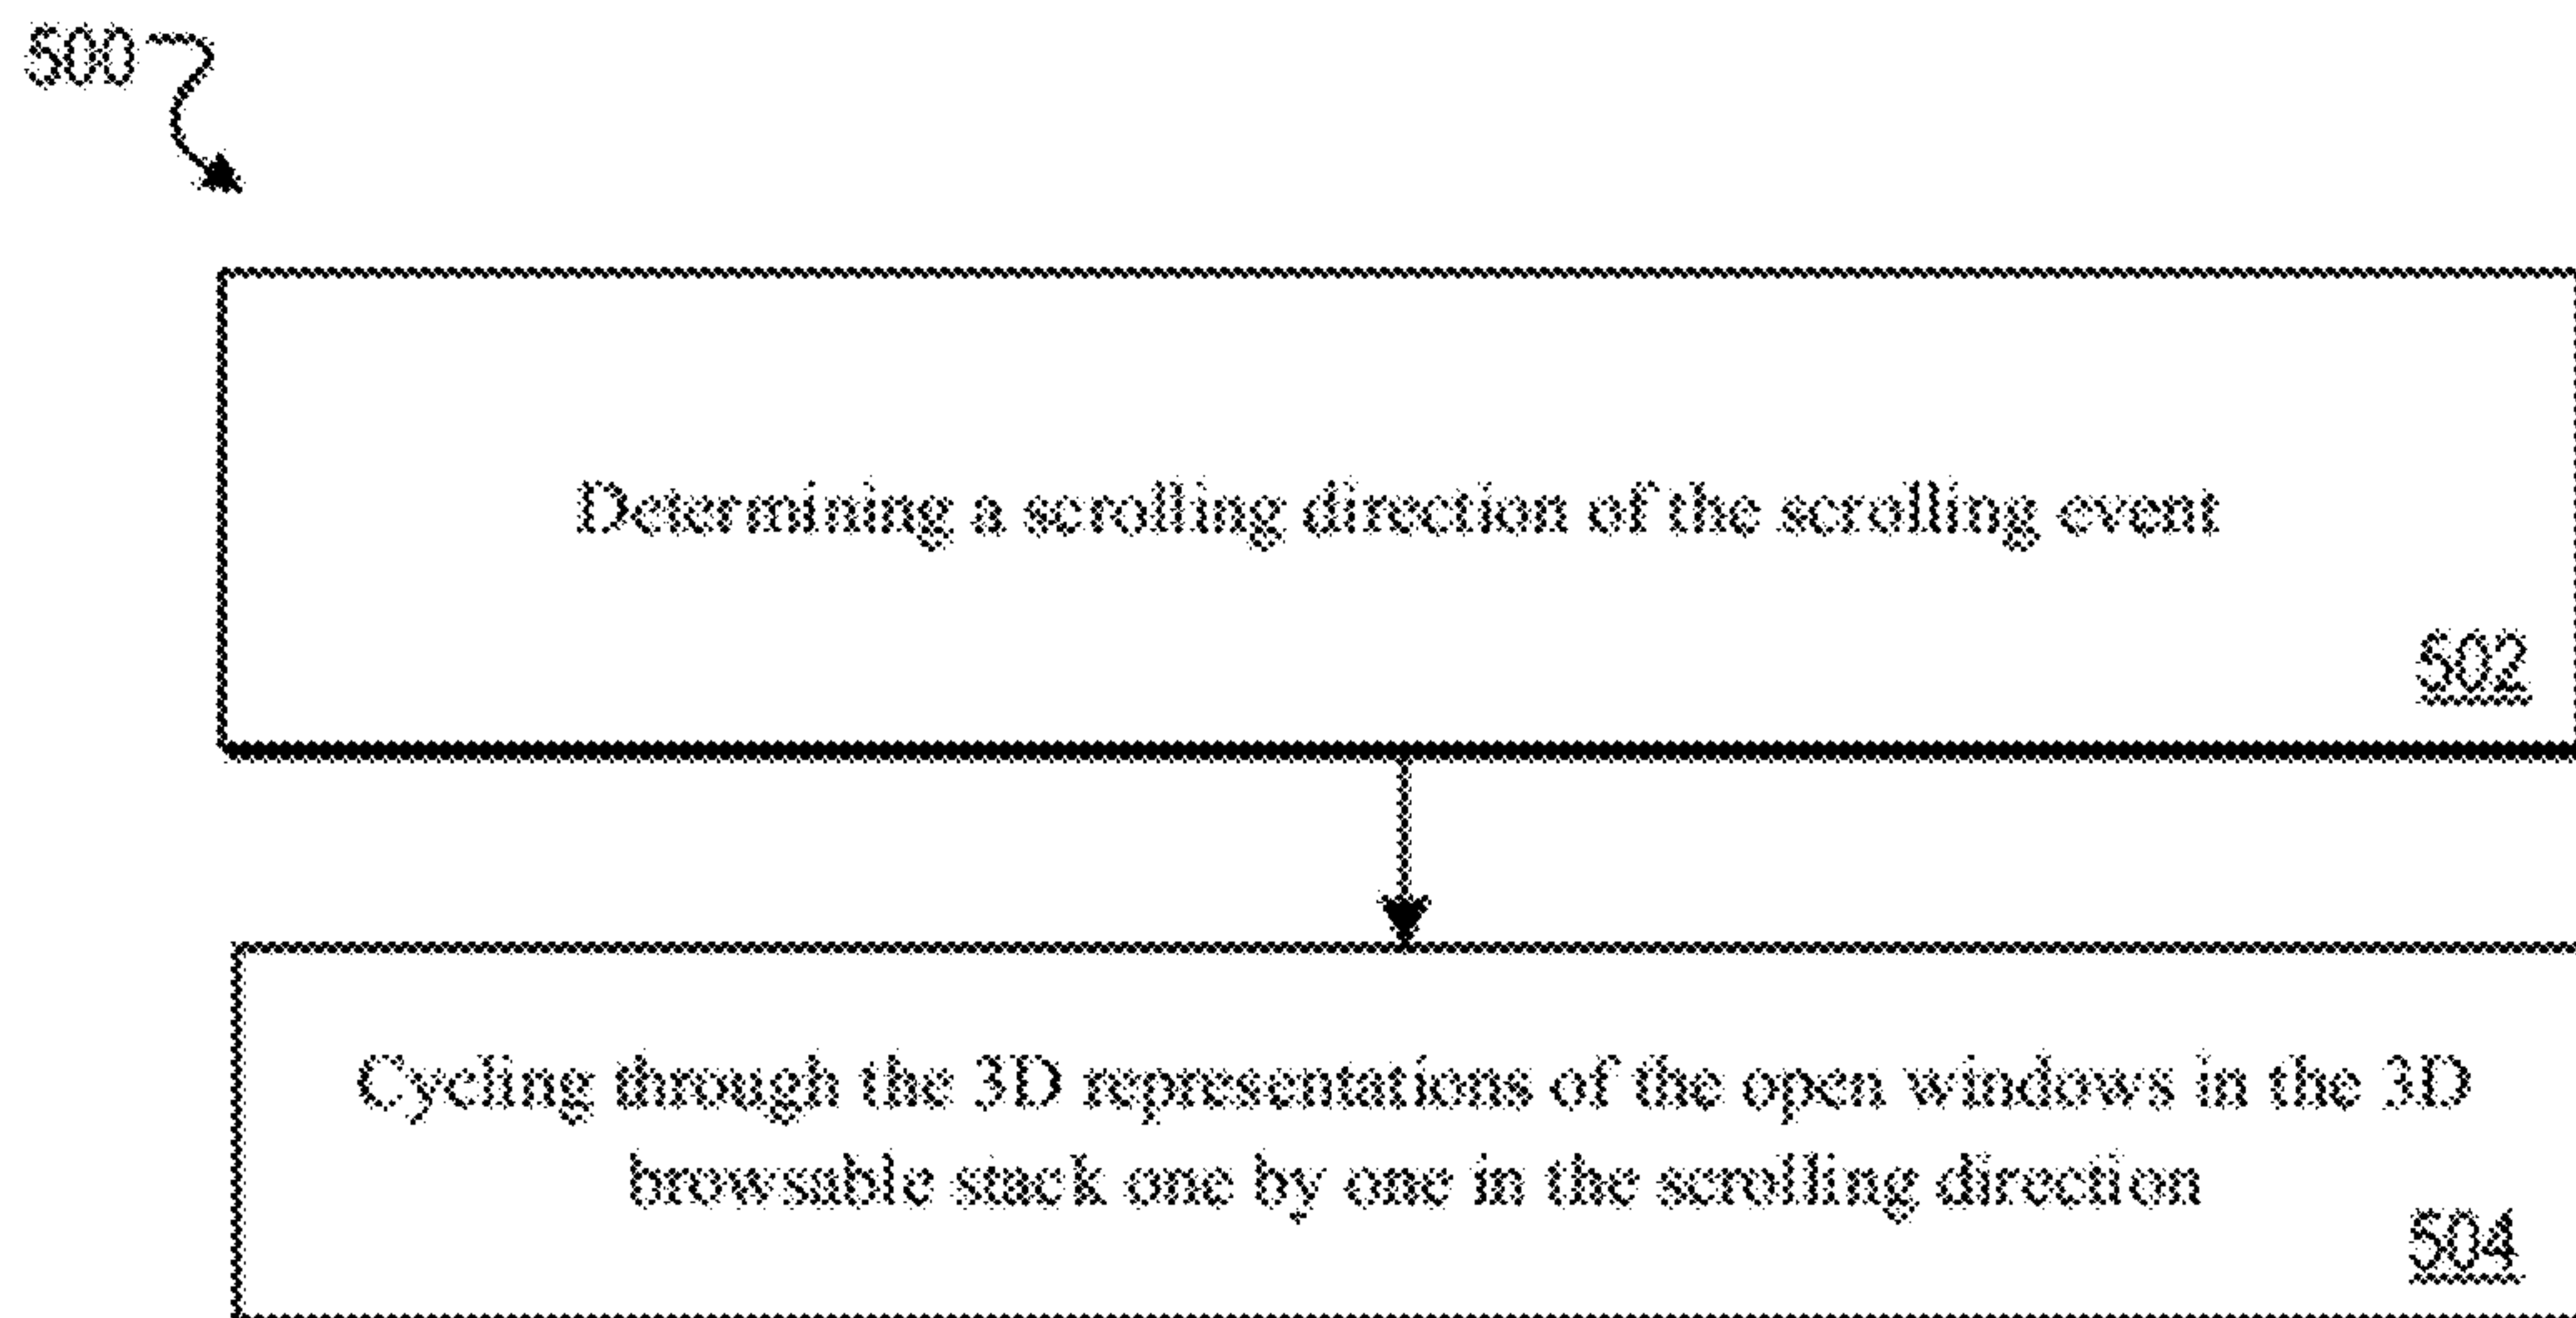 500
Determining a scrolling direction of the scrolling event
502
Cycling through the 3D representations of the open windows in the 3D
browsable stack one by one in the scrolling direction
504